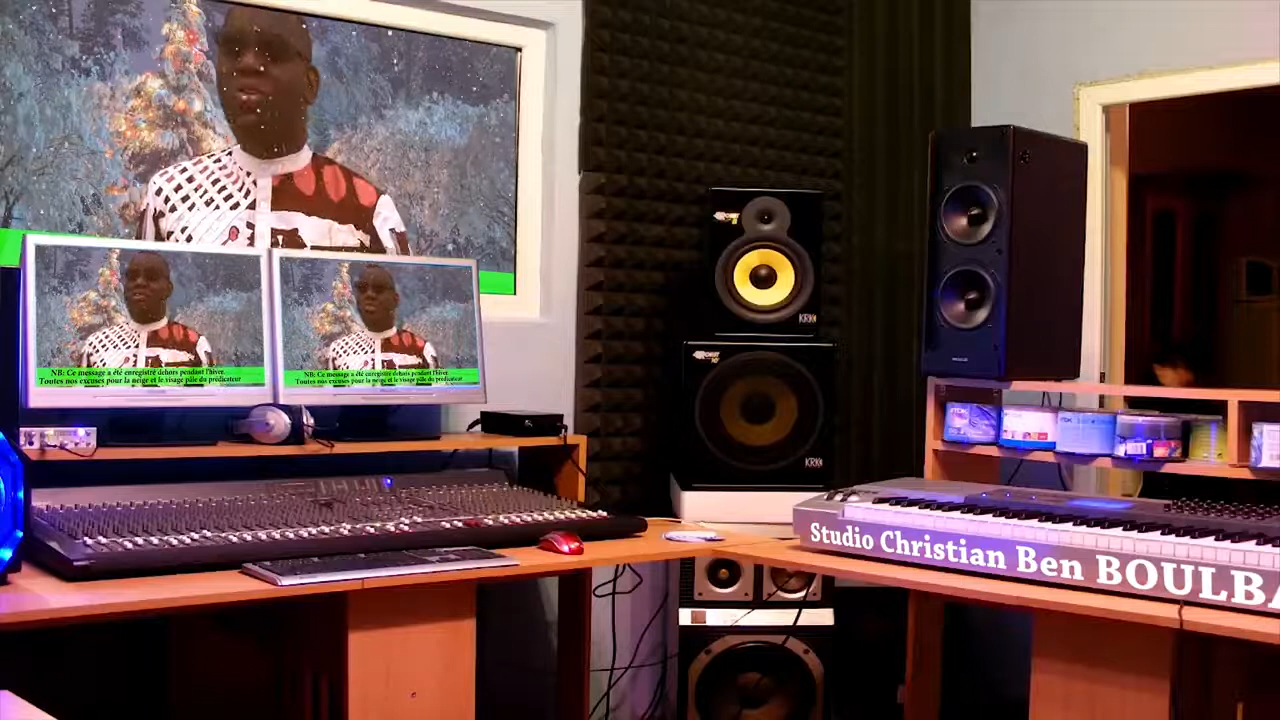 NB: Ce message a été enregistré dehors pendant l'hiver.
Toutes nos excuses pour la neige et le visage pâle du prédicateur
NB: Ce message a été enregistré dehors pendant l'hiver.
Toutes nos excuses pour la neige et le visage pâle du prédicateur
KRK
KRK
TDK
TDK
Studio Christian Ben BOULBA